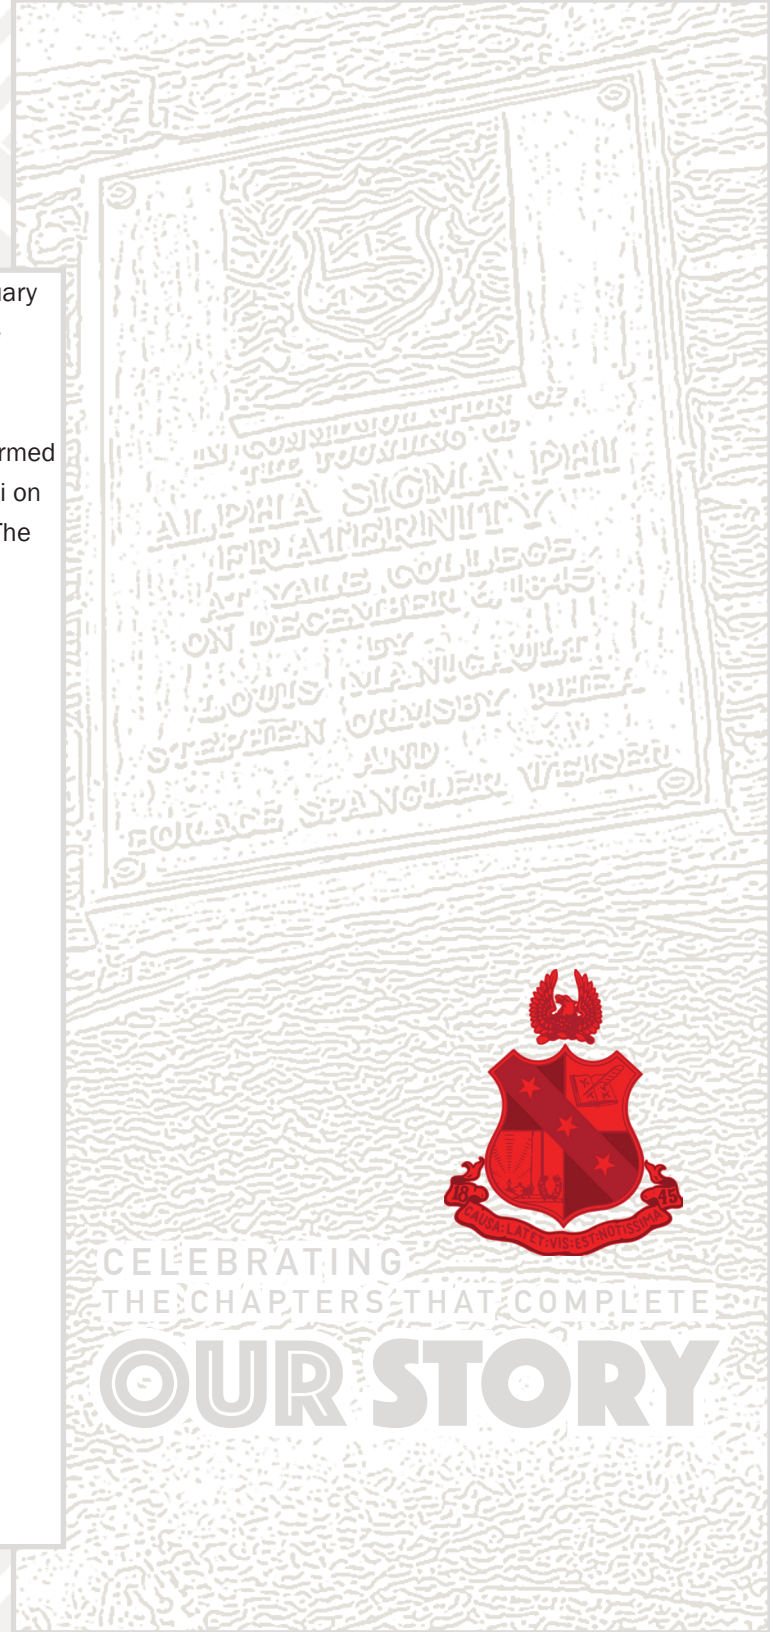 uary
rmed
i on
The
IN COMMEMORATION OF
THE FOUNDING OF
ALPHA SIGMA PHI
FRATERNITY
AT YALE COLLEGE
ON DECEMBER 6, 1845
BY
LOUIS MANIGAULT
STEPHEN ORMSBY RHEA
AND
HORACE SPANGLER WEISER
18
45
CAUSA:LATET:VIS:EST:NOTISSIMA
CELEBRATING
THE CHAPTERS THAT COMPLETE
OUR STORY